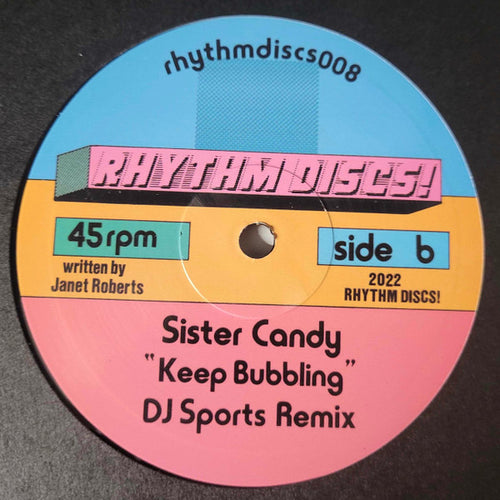 rhythmdiscs008
RHYTHM DISCS!
45rpm
side b
written by
Janet Roberts
2022
RHYTHM DISCS!
Sister Candy
"Keep Bubbling"
DJ Sports Remix